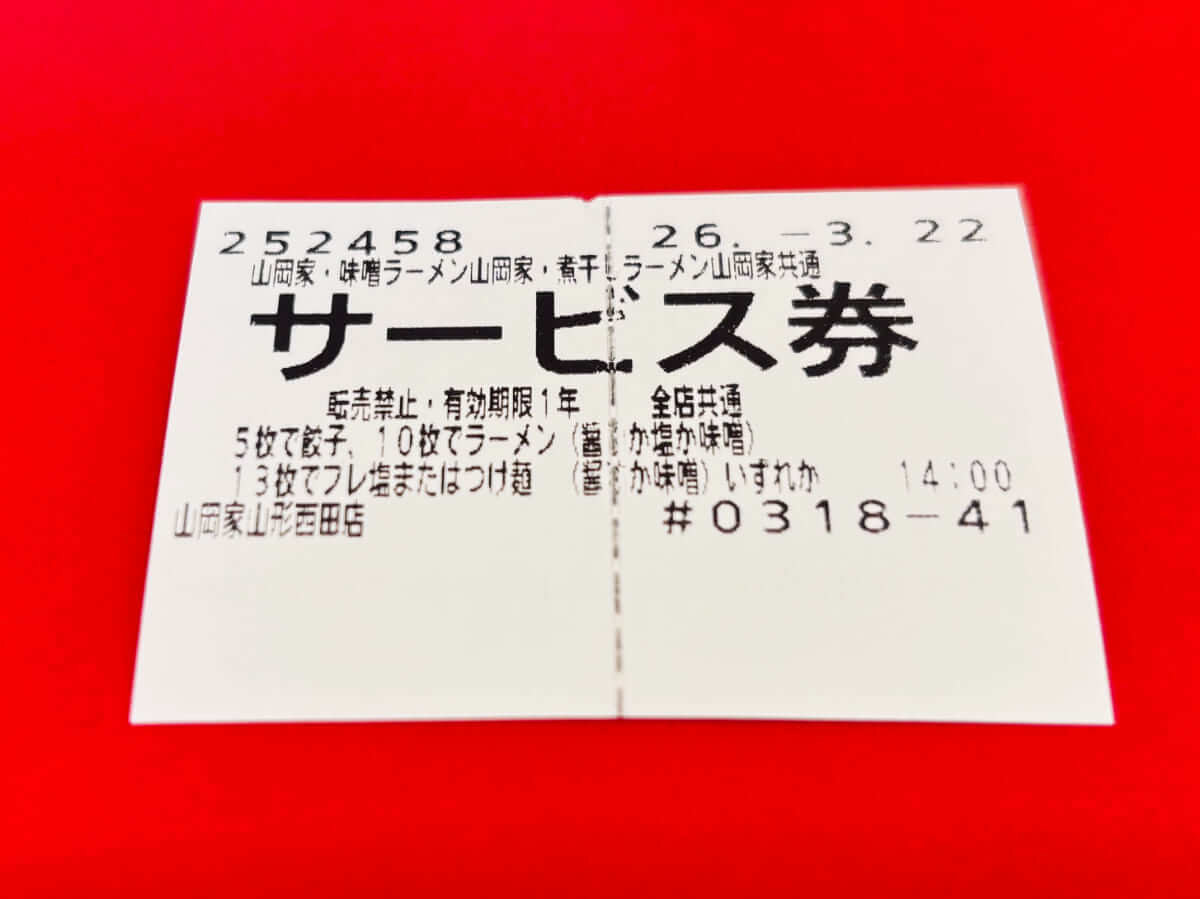 252458 26.-3.22
山岡家・味噌ラーメン山岡家・煮干しラーメン山岡家共通
サービス券
転売禁止・有効期限1年 全店共通
5枚で餃子、10枚でラーメン(醤 か塩か味噌)
13枚でプレ塩またはつけ麺 (醤 か味噌)いずれか 14:00
山岡家山形西田店 #0318-41